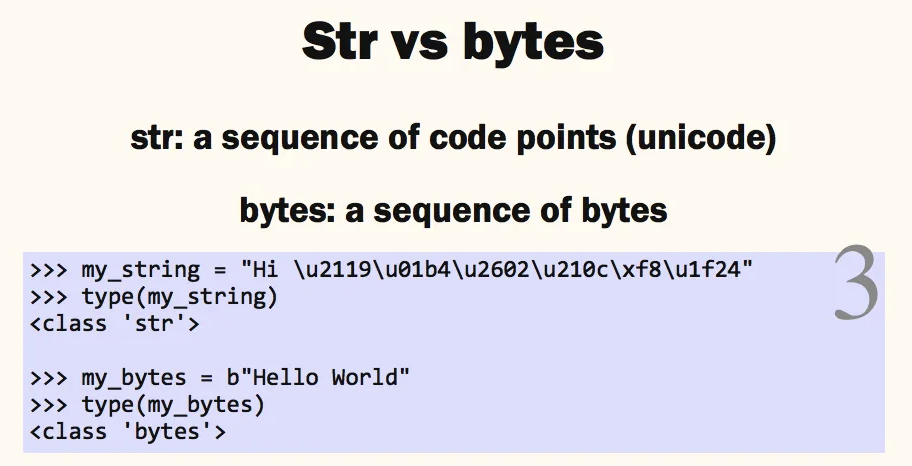 Str vs bytes
str: a sequence of code points (unicode)
bytes: a sequence of bytes
3
>>> my_string = "Hi \u2119\u01b4\u2602\u210c\xf8\u1f24"
>>> type(my_string)
<class 'str'>
>>> my_bytes = b"Hello World"
>>> type(my_bytes)
<class 'bytes'>